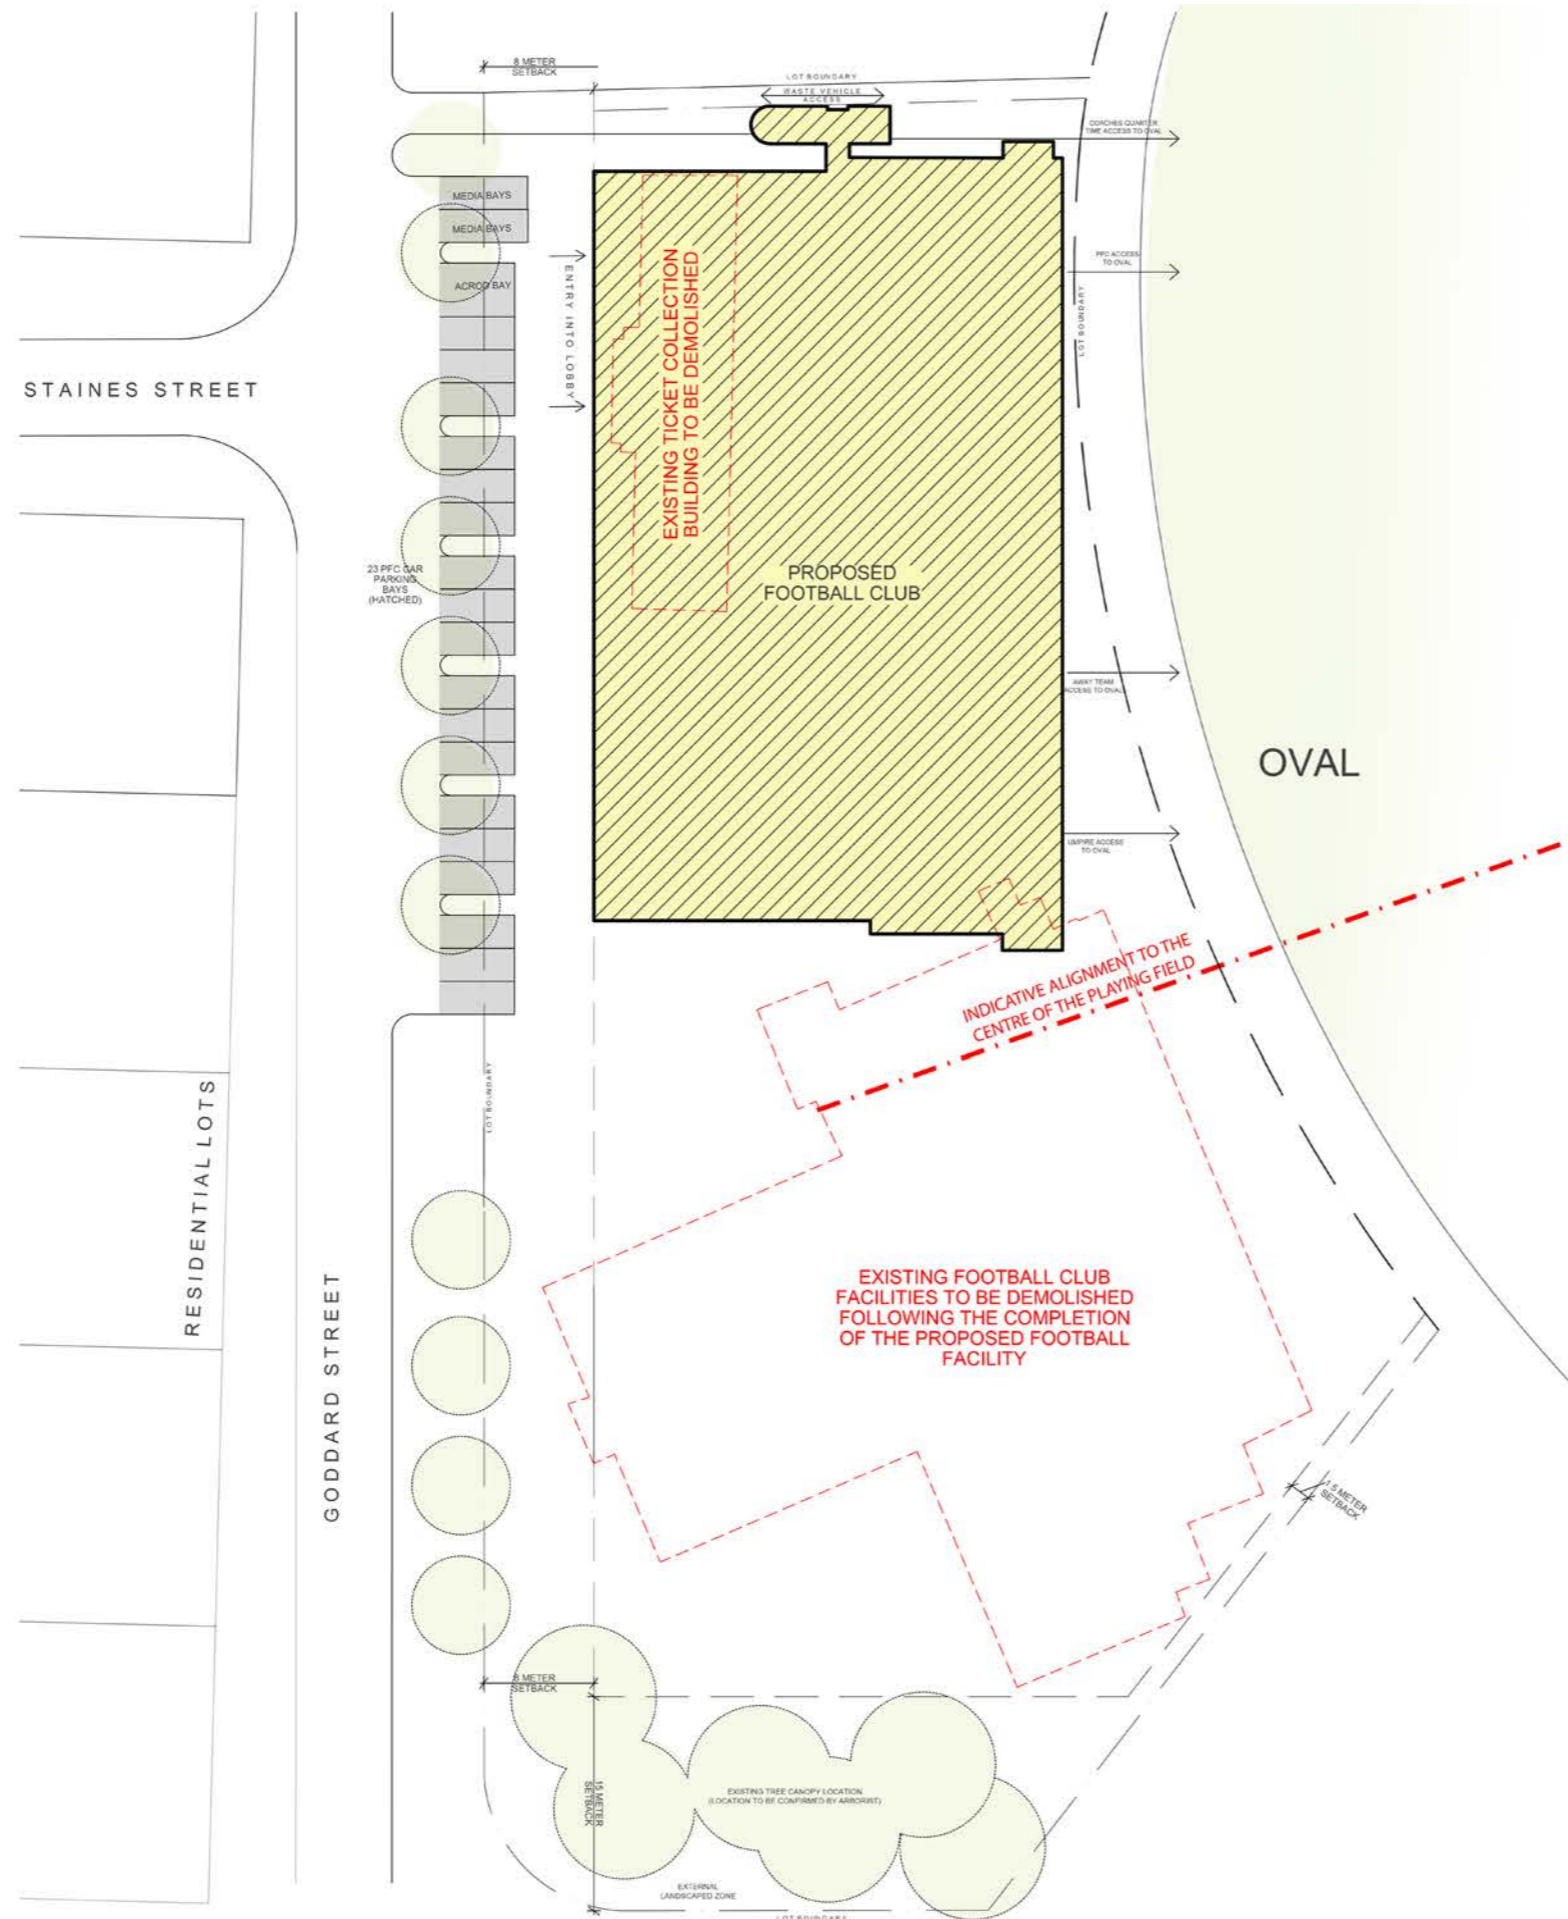 8 METER
SETBACK
LOT BOUNDARY
WASTE VEHICLE
ACCESS
COACHES QUARTER
TIME ACCESS TO OVAL
MEDIA BAYS
MEDIA BAYS
ACROD BAY
ENTRY INTO LOBBY
PFC ACCESS
TO OVAL
LOT BOUNDARY
EXISTING TICKET COLLECTION
BUILDING TO BE DEMOLISHED
STAINES STREET
23 PFC CAR
PARKING
BAYS
(HATCHED)
PROPOSED
FOOTBALL CLUB
AWAY TEAM
ACCESS TO OVAL
OVAL
UMPIRE ACCESS
TO OVAL
INDICATIVE ALIGNMENT TO THE
CENTRE OF THE PLAYING FIELD
LOT BOUNDARY
RESIDENTIAL LOTS
GODDARD STREET
EXISTING FOOTBALL CLUB
FACILITIES TO BE DEMOLISHED
FOLLOWING THE COMPLETION
OF THE PROPOSED FOOTBALL
FACILITY
1.5 METER
SETBACK
8 METER
SETBACK
15 METER
SETBACK
EXISTING TREE CANOPY LOCATION
(LOCATION TO BE CONFIRMED BY ARBORIST)
EXTERNAL
LANDSCAPED ZONE
LOT BOUNDARY